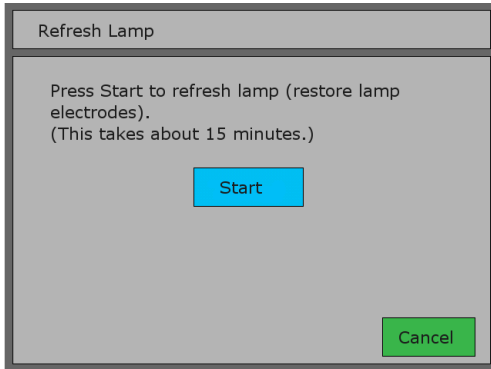 Refresh Lamp
Press Start to refresh lamp (restore lamp
electrodes).
(This takes about 15 minutes.)
Start
Cancel